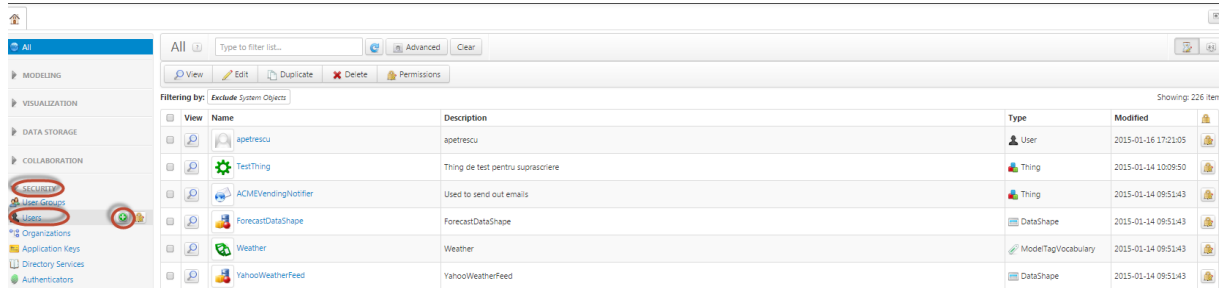 All
MODELING
VISUALIZATION
DATA STORAGE
COLLABORATION
SECURITY
User Groups
Users
Organizations
Application Keys
Directory Services
Authenticators
All Type to filter list... Advanced Clear
View Edit Duplicate Delete Permissions
Filtering by: Exclude System Objects Showing: 226 item
View Name Description Type Modified
apetrescu apetrescu User 2015-01-16 17:21:05
TestThing Thing de test pentru suprascriere Thing 2015-01-14 10:09:50
ACMEVendingNotifier Used to send out emails Thing 2015-01-14 09:51:43
ForecastDataShape ForecastDataShape DataShape 2015-01-14 09:51:43
Weather Weather ModelTagVocabulary 2015-01-14 09:51:43
YahooWeatherFeed YahooWeatherFeed DataShape 2015-01-14 09:51:43